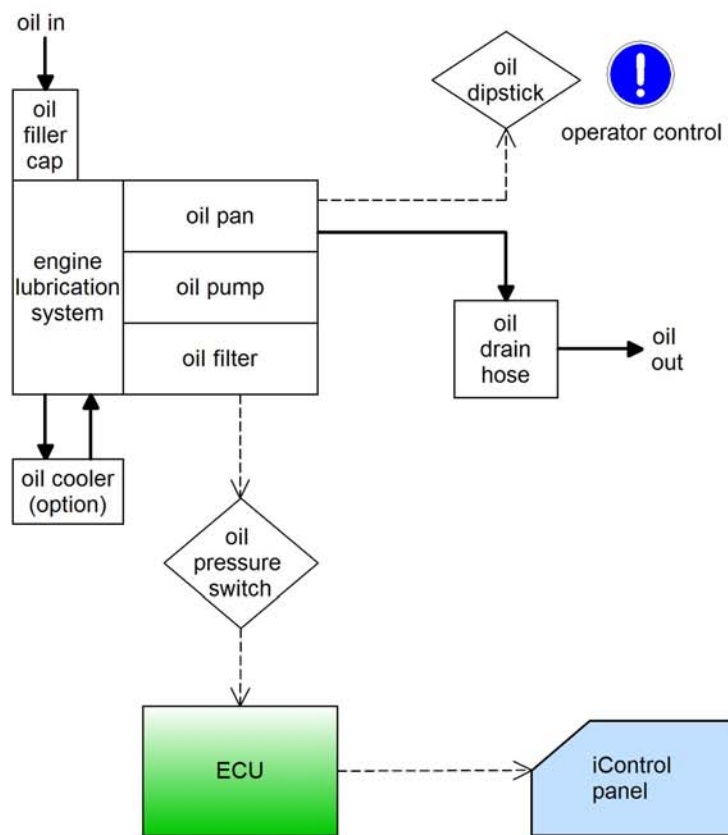 oil in
oil
filler
cap
oil
dipstick
operator control
engine
lubrication
system
oil pan
oil pump
oil filter
oil
drain
hose
oil
out
oil cooler
(option)
oil
pressure
switch
ECU
iControl
panel